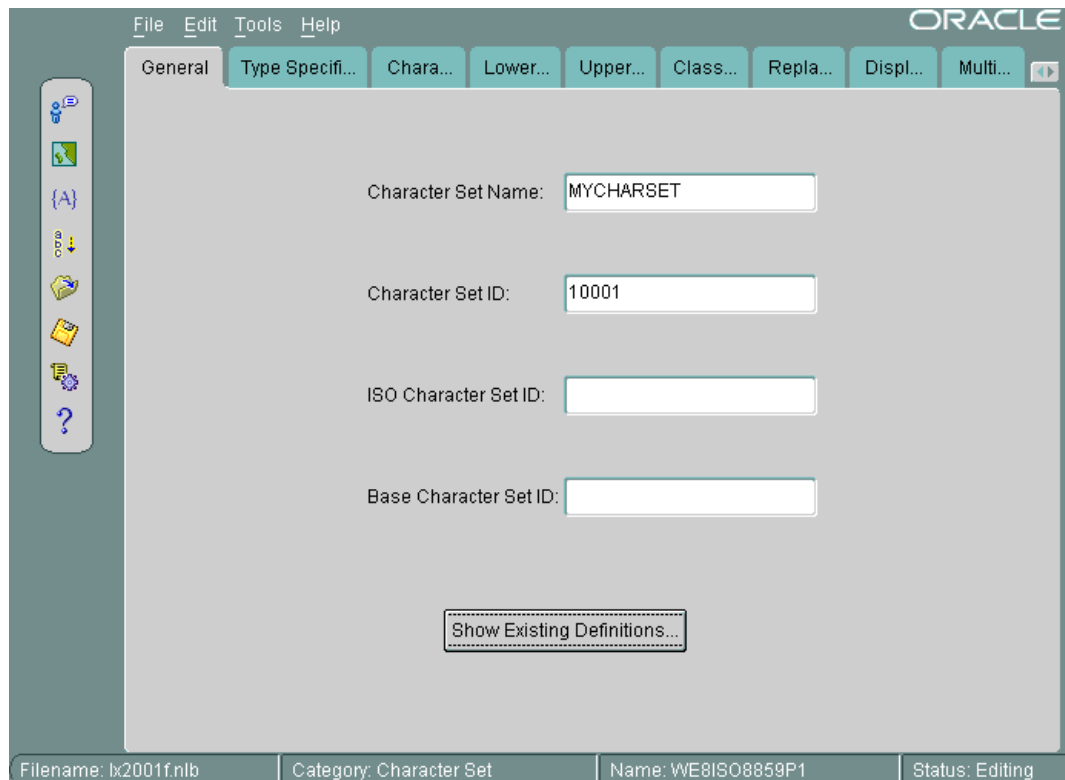 File Edit Tools Help
ORACLE
General Type Specifi... Chara... Lower... Upper... Class... Repla... Displ... Multi...
{A}
a
b
c
?
Character Set Name: MYCHARSET
Character Set ID: 10001
ISO Character Set ID:
Base Character Set ID:
Show Existing Definitions...
Filename: lx2001f.nlb Category: Character Set Name: WE8ISO8859P1 Status: Editing